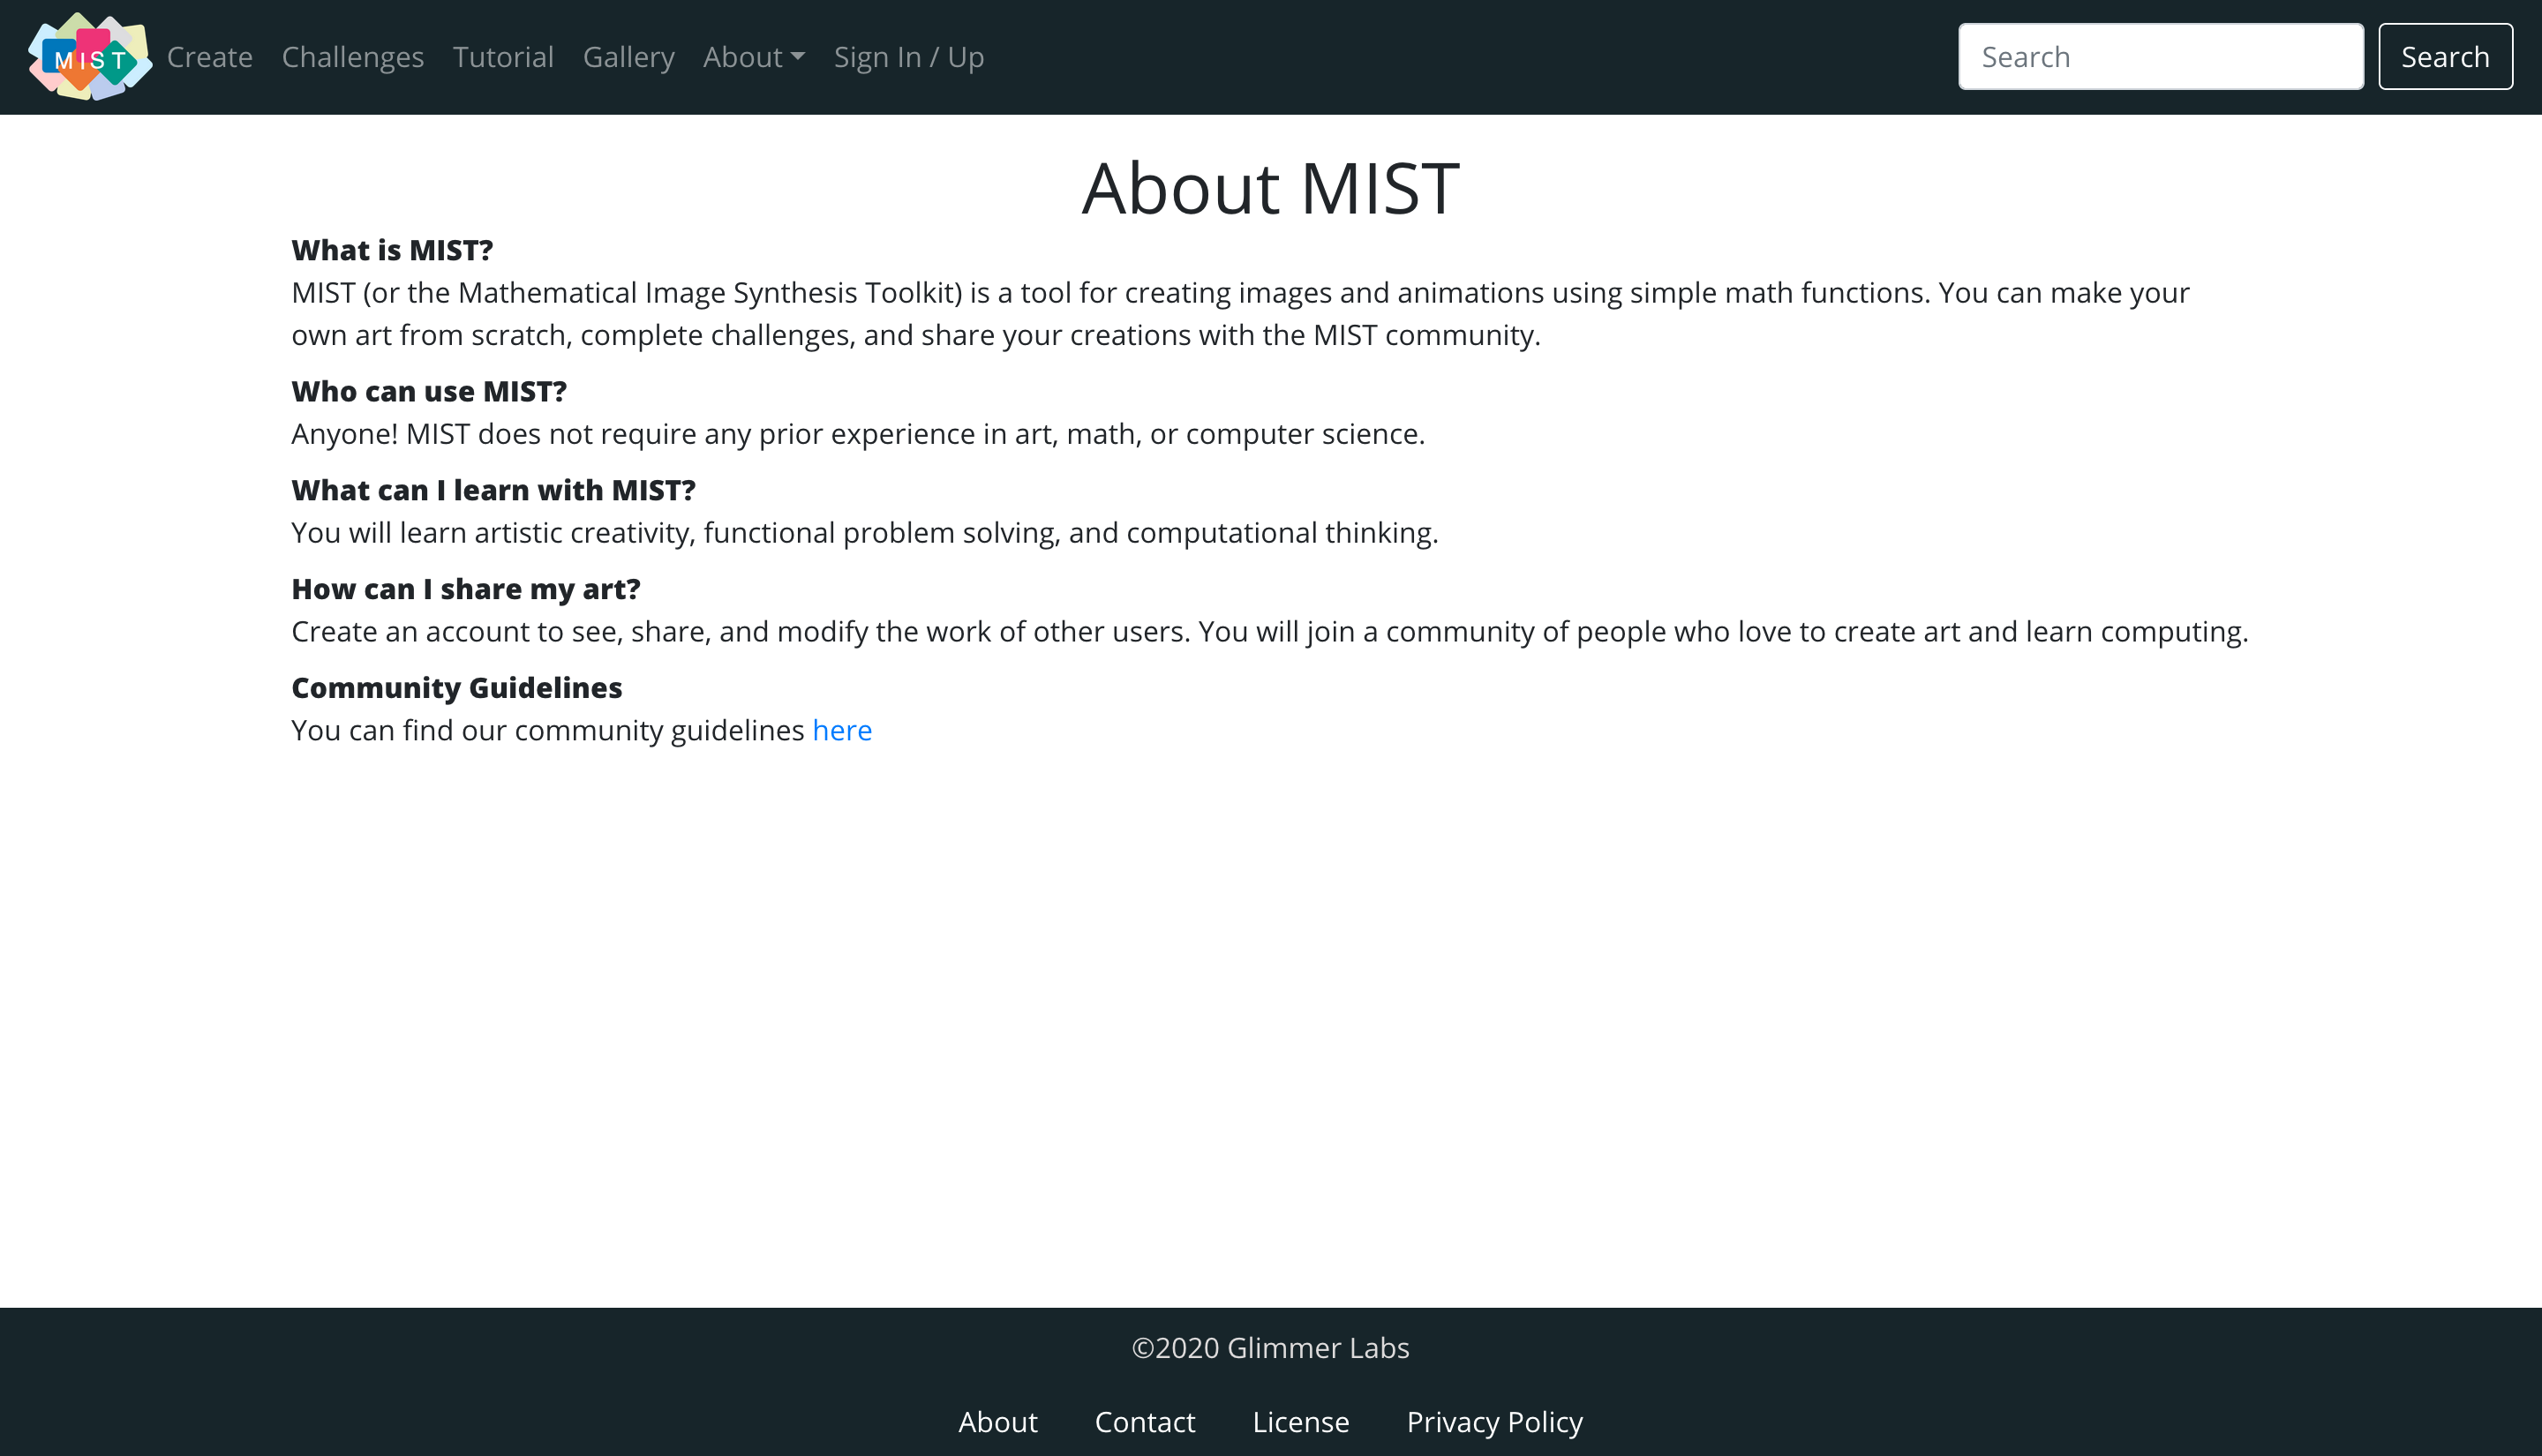 MIST
Create
Challenges
Tutorial
Gallery
About
Sign In / Up
Search
Search
About MIST
What is MIST?
MIST (or the Mathematical Image Synthesis Toolkit) is a tool for creating images and animations using simple math functions. You can make your
own art from scratch, complete challenges, and share your creations with the MIST community.
Who can use MIST?
Anyone! MIST does not require any prior experience in art, math, or computer science.
What can I learn with MIST?
You will learn artistic creativity, functional problem solving, and computational thinking.
How can I share my art?
Create an account to see, share, and modify the work of other users. You will join a community of people who love to create art and learn computing.
Community Guidelines
You can find our community guidelines here
©2020 Glimmer Labs
About
Contact
License
Privacy Policy